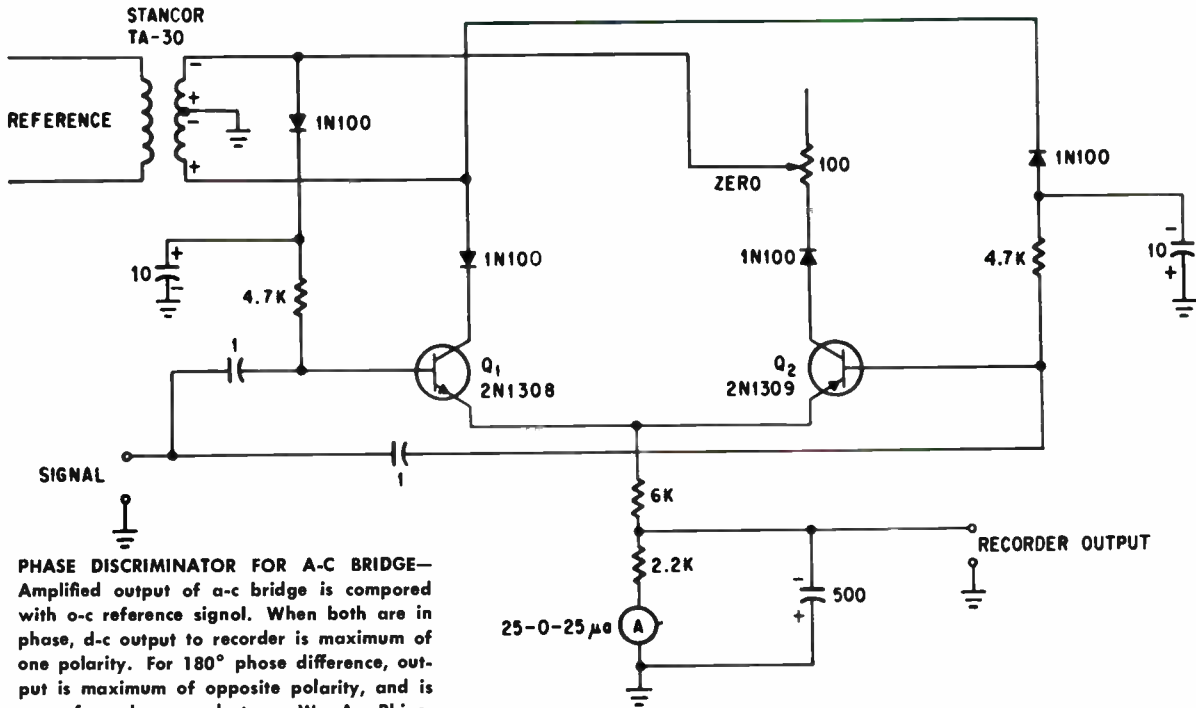 STANCOR
TA-30
REFERENCE
-
+
-
+
1N100
ZERO
100
1N100
10
+
-
4.7K
1N100
1N100
4.7K
-
10
+
1
Q1
2N1308
Q2
2N1309
SIGNAL
1
6K
2.2K
RECORDER OUTPUT
-
500
+
25-0-25 μa
A
PHASE DISCRIMINATOR FOR A-C BRIDGE—
Amplified output of a-c bridge is compored
with o-c reference signol. When both are in
phase, d-c output to recorder is maximum of
one polarity. For 180° phose difference, out-
put is maximum of opposite polarity, and is